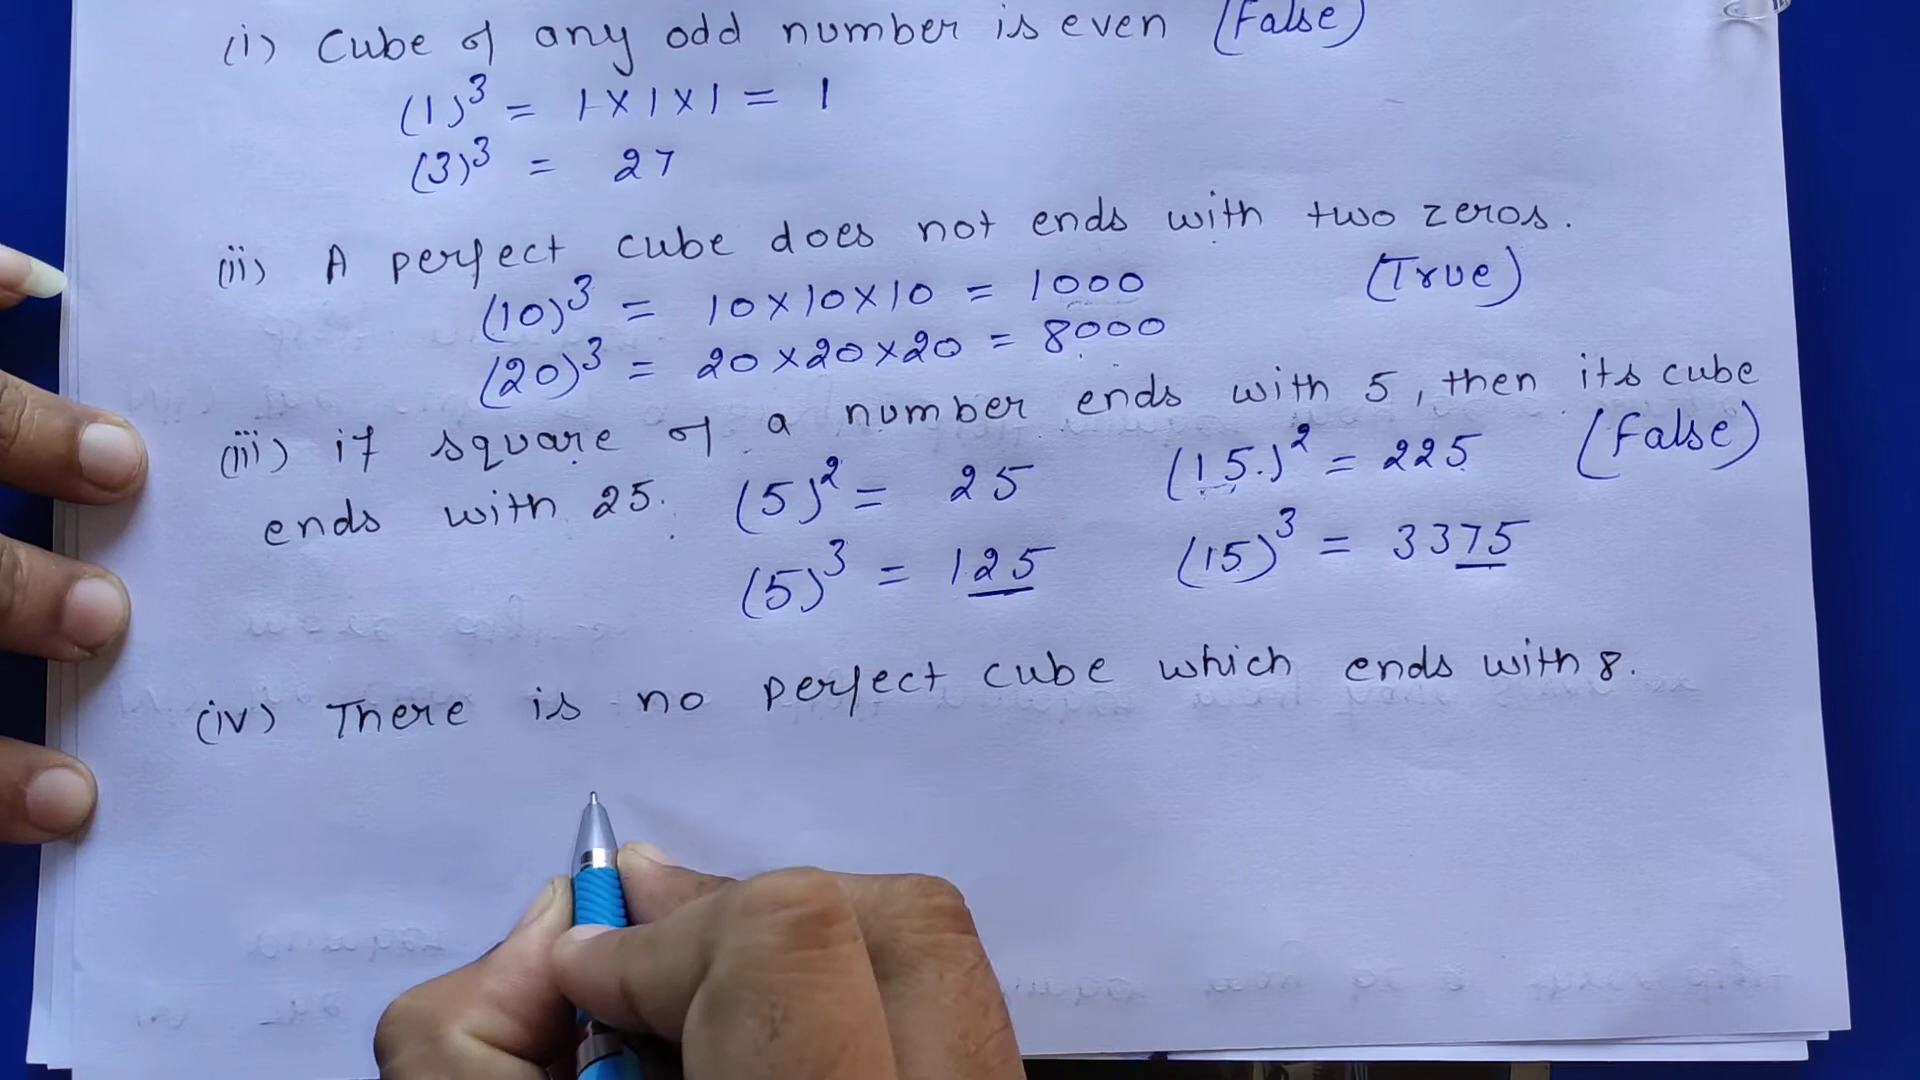 (i) Cube of any odd number is even (False)
(1)³ = 1×1×1 = 1
(3)³ = 27
(ii) A perfect cube does not ends with two zeros.
(True)
(10)³ = 10×10×10 = 1000
(20)³ = 20×20×20 = 8000
(iii) if square of a number ends with 5, then its cube
ends with 25. (5)² = 25 (15)² = 225 (False)
(5)³ = 125 (15)³ = 3375
(iv) There is no perfect cube which ends with 8.